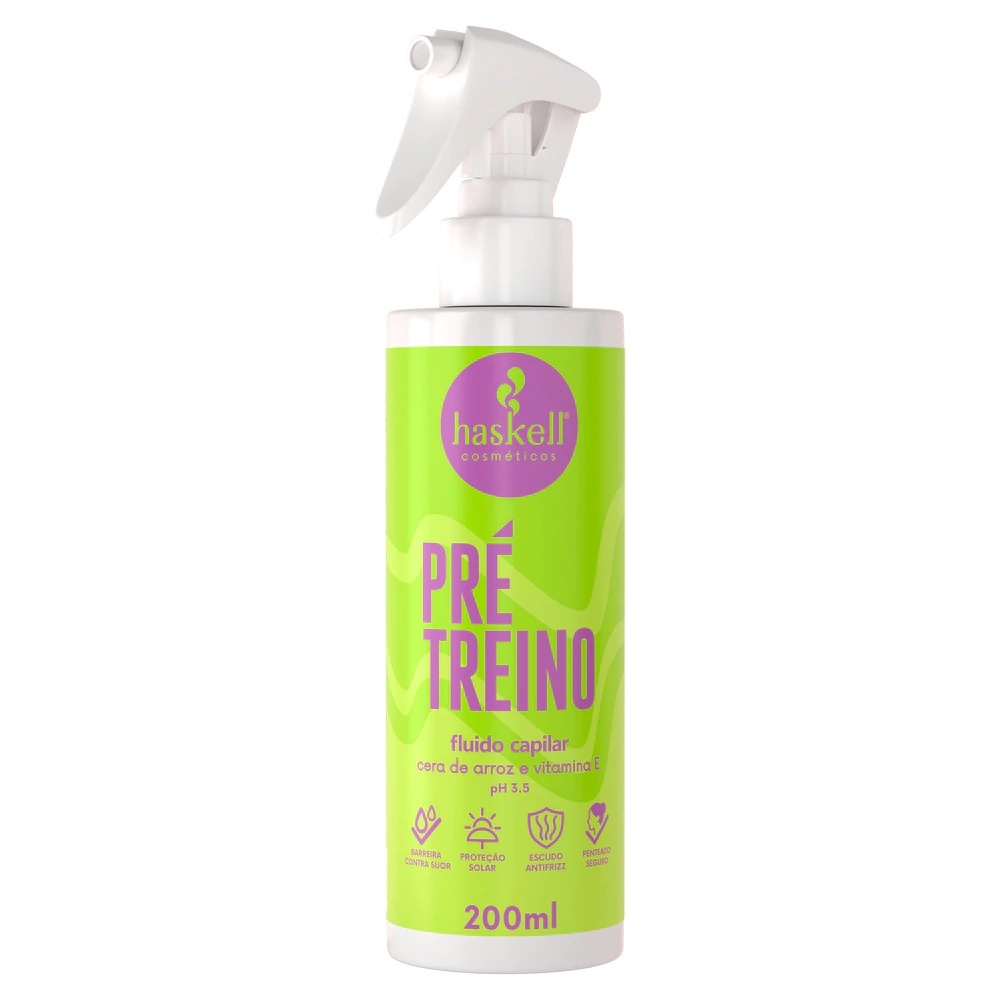 haskell®
cosméticos
PRÉ
TREINO
fluido capilar
cera de arroz e vitamina E
pH 3.5
BARREIRA
CONTRA SUOR
PROTEÇÃO
SOLAR
ESCUDO
ANTIFRIZZ
PENTEADO
SEGURO
200ml